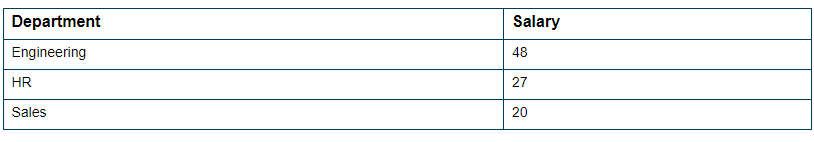 Department Salary
Engineering 48
HR 27
Sales 20